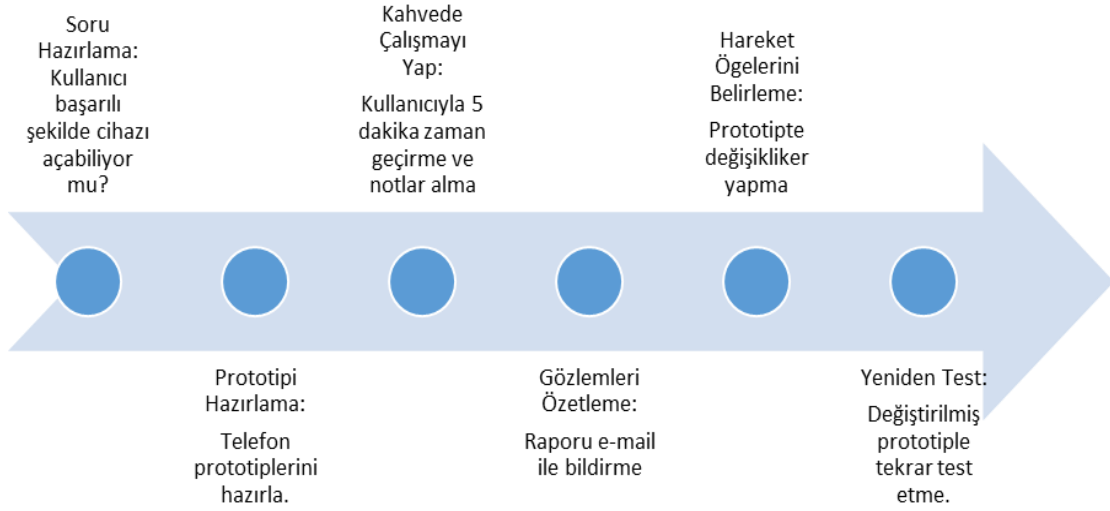 Soru
Hazırlama:
Kullanıcı
başarılı
şekilde cihazı
açabiliyor
mu?
Prototipi
Hazırlama:
Telefon
prototiplerini
hazırla.
Kahvede
Çalışmayı
Yap:
Kullanıcıyla 5
dakika zaman
geçirme ve
notlar alma
Gözlemleri
Özetleme:
Raporu e-mail
ile bildirme
Hareket
Ögelerini
Belirleme:
Prototipte
değişikliker
yapma
Yeniden Test:
Değiştirilmiş
prototiple
tekrar test
etme.